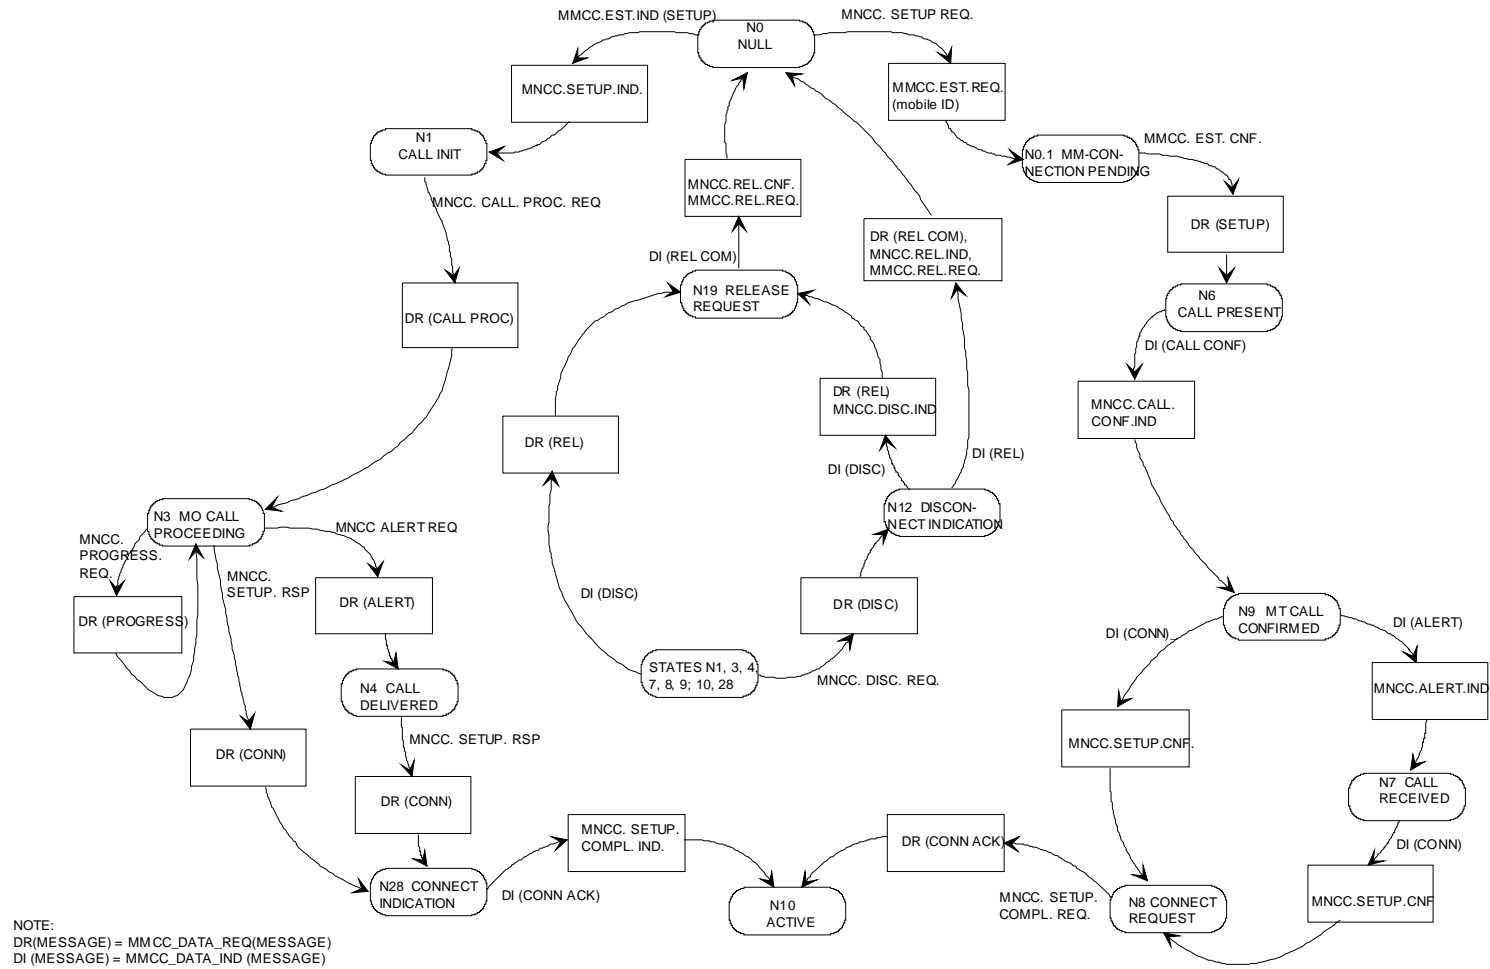 MMCC.EST.IND (SETUP)
N0
NULL
MNCC. SETUP REQ.
MNCC.SETUP.IND.
MMCC.EST.REQ.
(mobile ID)
N1
CALL INIT
N0.1 MM-CON-
NECTION PENDING
MMCC. EST. CNF.
MNCC. CALL. PROC. REQ
MNCC.REL.CNF.
MMCC.REL.REQ.
DR (SETUP)
DR (REL COM),
MNCC.REL.IND,
MMCC.REL.REQ.
DI (REL COM)
N19 RELEASE
REQUEST
N6
CALL PRESENT
DR (CALL PROC)
DI (CALL CONF)
DR (REL)
MNCC.DISC.IND
MNCC.CALL.
CONF.IND
DR (REL)
DI (DISC)
DI (REL)
N3 MO CALL
PROCEEDING
N12 DISCON-
NECT INDICATION
MNCC ALERT REQ
MNCC.
PROGRESS.
REQ.
MNCC.
SETUP. RSP
DI (DISC)
DR (ALERT)
DR (DISC)
DR (PROGRESS)
N9 MT CALL
CONFIRMED
DI (CONN)
DI (ALERT)
STATES N1, 3, 4,
7, 8, 9; 10, 28
MNCC. DISC. REQ.
MNCC.ALERT.IND
N4 CALL
DELIVERED
MNCC. SETUP. RSP
MNCC.SETUP.CNF.
DR (CONN)
N7 CALL
RECEIVED
DR (CONN)
MNCC. SETUP.
COMPL. IND.
DR (CONN ACK)
DI (CONN)
N28 CONNECT
INDICATION
DI (CONN ACK)
N10
ACTIVE
MNCC. SETUP.
COMPL. REQ.
N8 CONNECT
REQUEST
MNCC.SETUP.CNF
NOTE:
DR(MESSAGE) = MMCC_DATA_REQ(MESSAGE)
DI (MESSAGE) = MMCC_DATA_IND (MESSAGE)